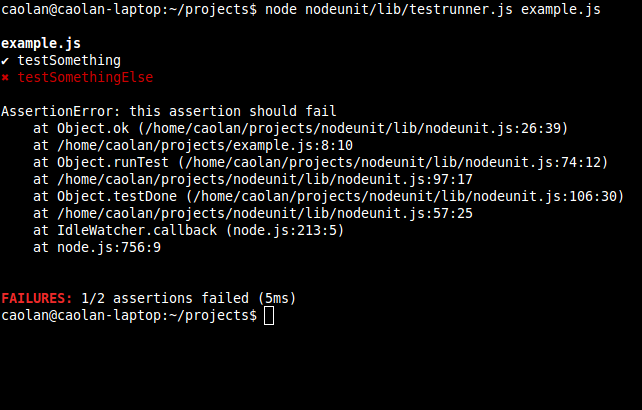 caolan@caolan-laptop:~/projects$ node nodeunit/lib/testrunner.js example.js
example.js
✔ testSomething
✖ testSomethingElse
AssertionError: this assertion should fail
    at Object.ok (/home/caolan/projects/nodeunit/lib/nodeunit.js:26:39)
    at /home/caolan/projects/example.js:8:10
    at Object.runTest (/home/caolan/projects/nodeunit/lib/nodeunit.js:74:12)
    at /home/caolan/projects/nodeunit/lib/nodeunit.js:97:17
    at Object.testDone (/home/caolan/projects/nodeunit/lib/nodeunit.js:106:30)
    at /home/caolan/projects/nodeunit/lib/nodeunit.js:57:25
    at IdleWatcher.callback (node.js:213:5)
    at node.js:756:9
FAILURES: 1/2 assertions failed (5ms)
caolan@caolan-laptop:~/projects$